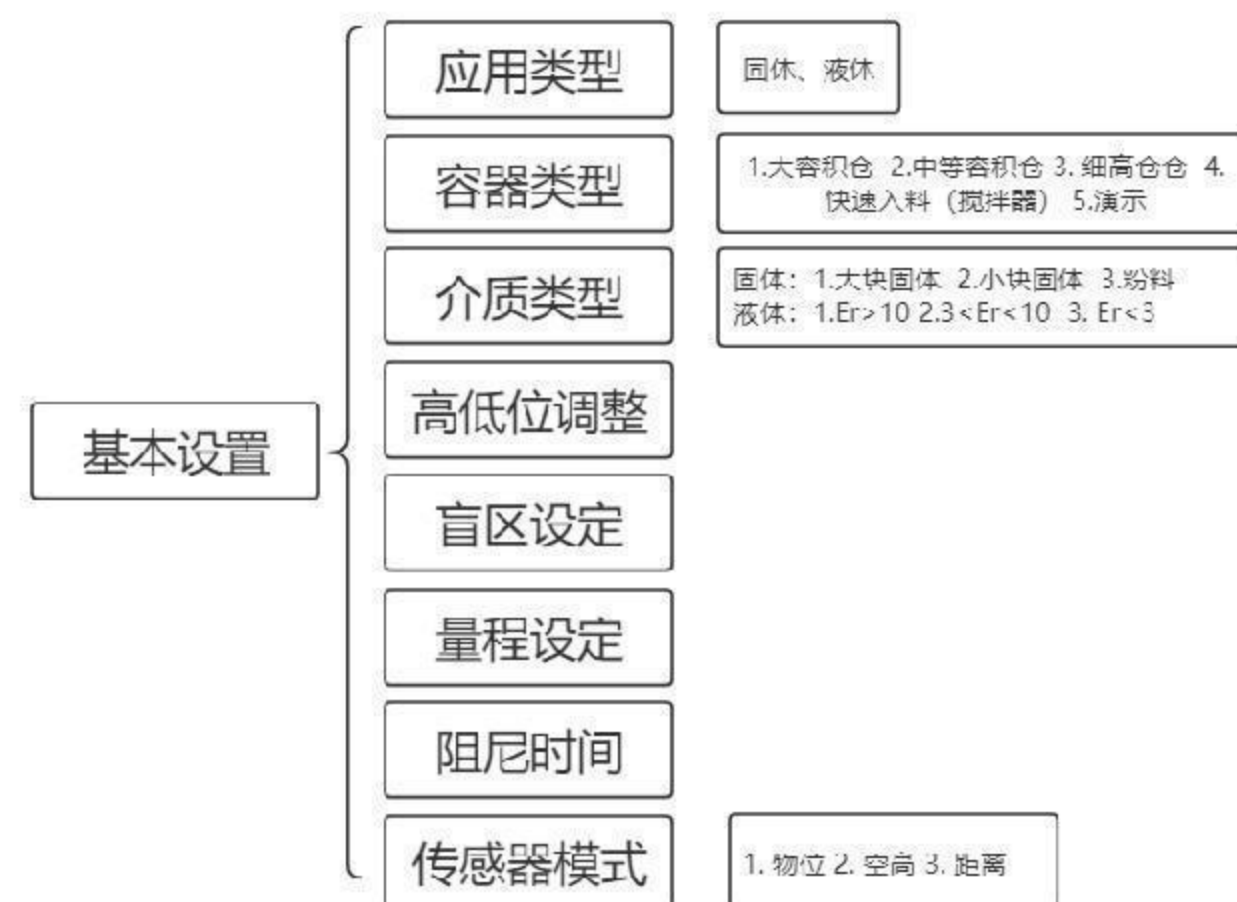 应用类型
固体、液体
容器类型
1.大容积仓 2.中等容积仓 3. 细高仓仓 4.
快速入料（搅拌器） 5.演示
介质类型
固体：1.大块固体 2.小块固体 3.粉料
液体：1.Er>10 2.3<Er<10 3. Er<3
高低位调整
基本设置
盲区设定
量程设定
阻尼时间
传感器模式
1. 物位 2. 空高 3. 距离